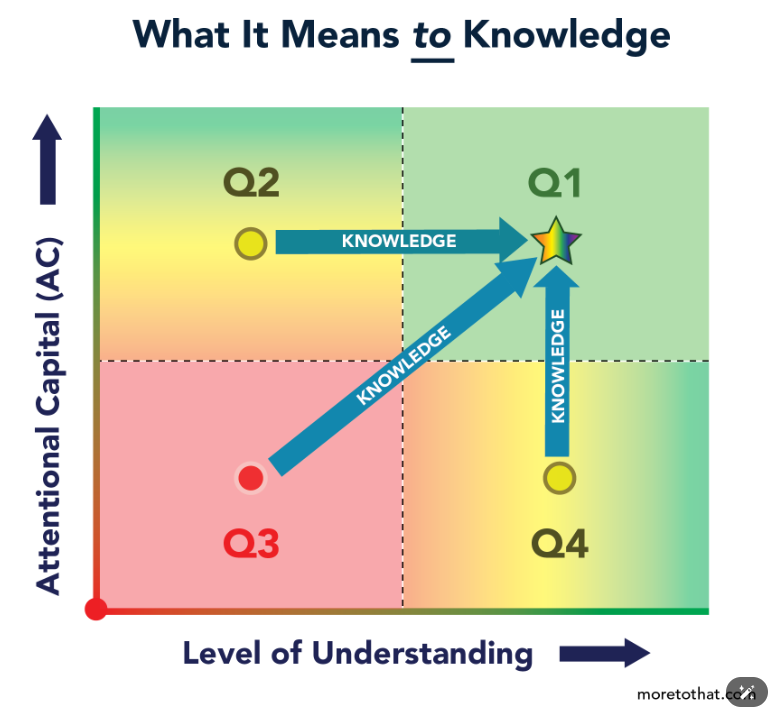 What It Means to Knowledge
Q2
Q1
KNOWLEDGE
KNOWLEDGE
KNOWLEDGE
Q3
Q4
Attentional Capital (AC)
Level of Understanding
moretothat.com